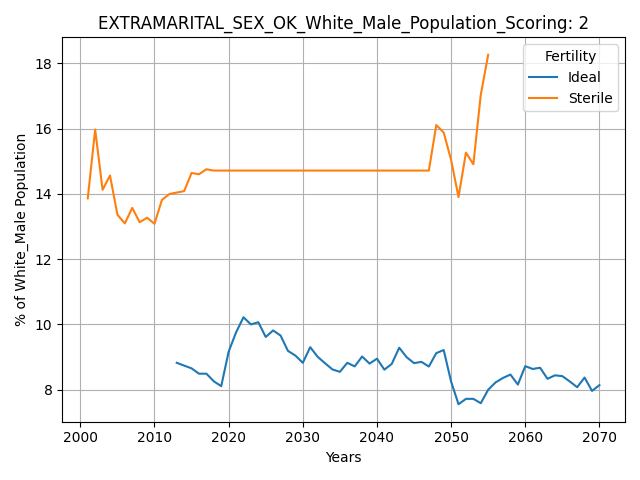 EXTRAMARITAL_SEX_OK_White_Male_Population_Scoring: 2
Fertility
Ideal
Sterile
% of White_Male Population
18
16
14
12
10
8
2000 2010 2020 2030 2040 2050 2060 2070
Years